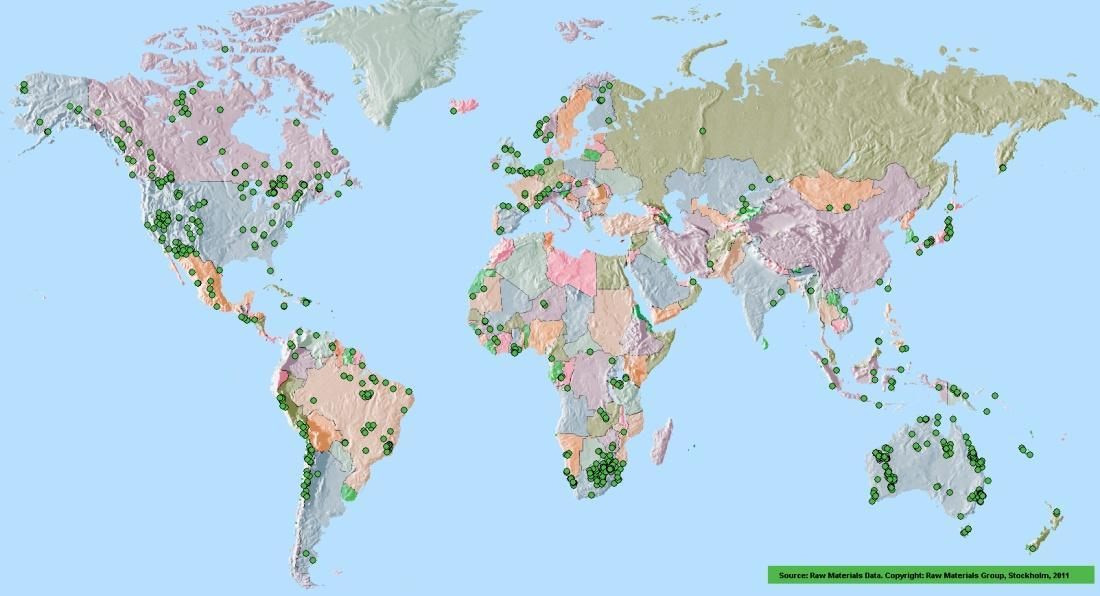 Source: Raw Materials Data. Copyright: Raw Materials Group, Stockholm, 2011